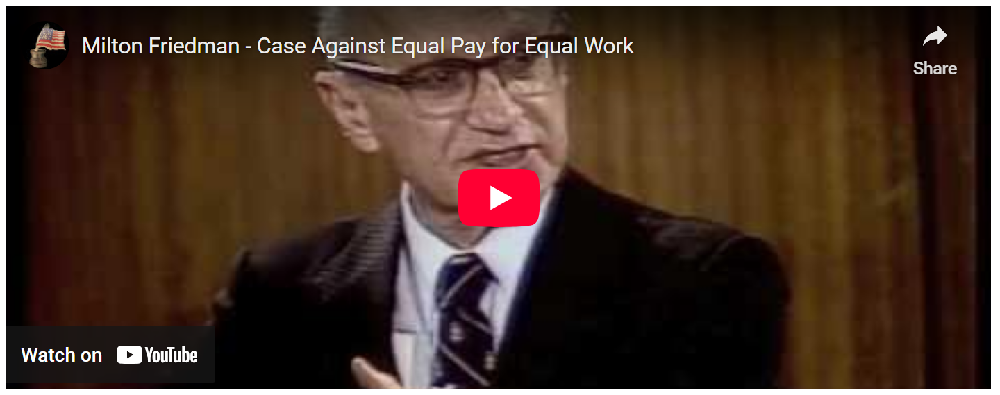 Milton Friedman - Case Against Equal Pay for Equal Work
Share
Watch on YouTube